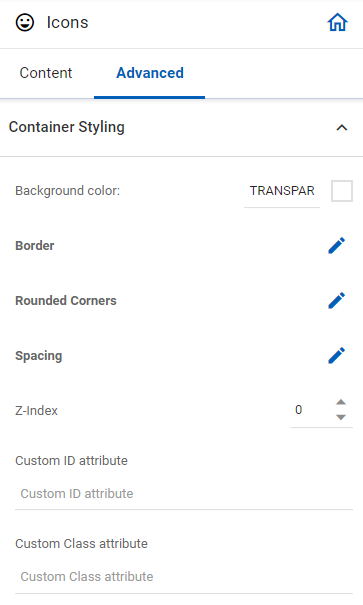 Icons
Content Advanced
Container Styling
Background color: TRANSPAR
Border
Rounded Corners
Spacing
Z-Index 0
Custom ID attribute
Custom ID attribute
Custom Class attribute
Custom Class attribute